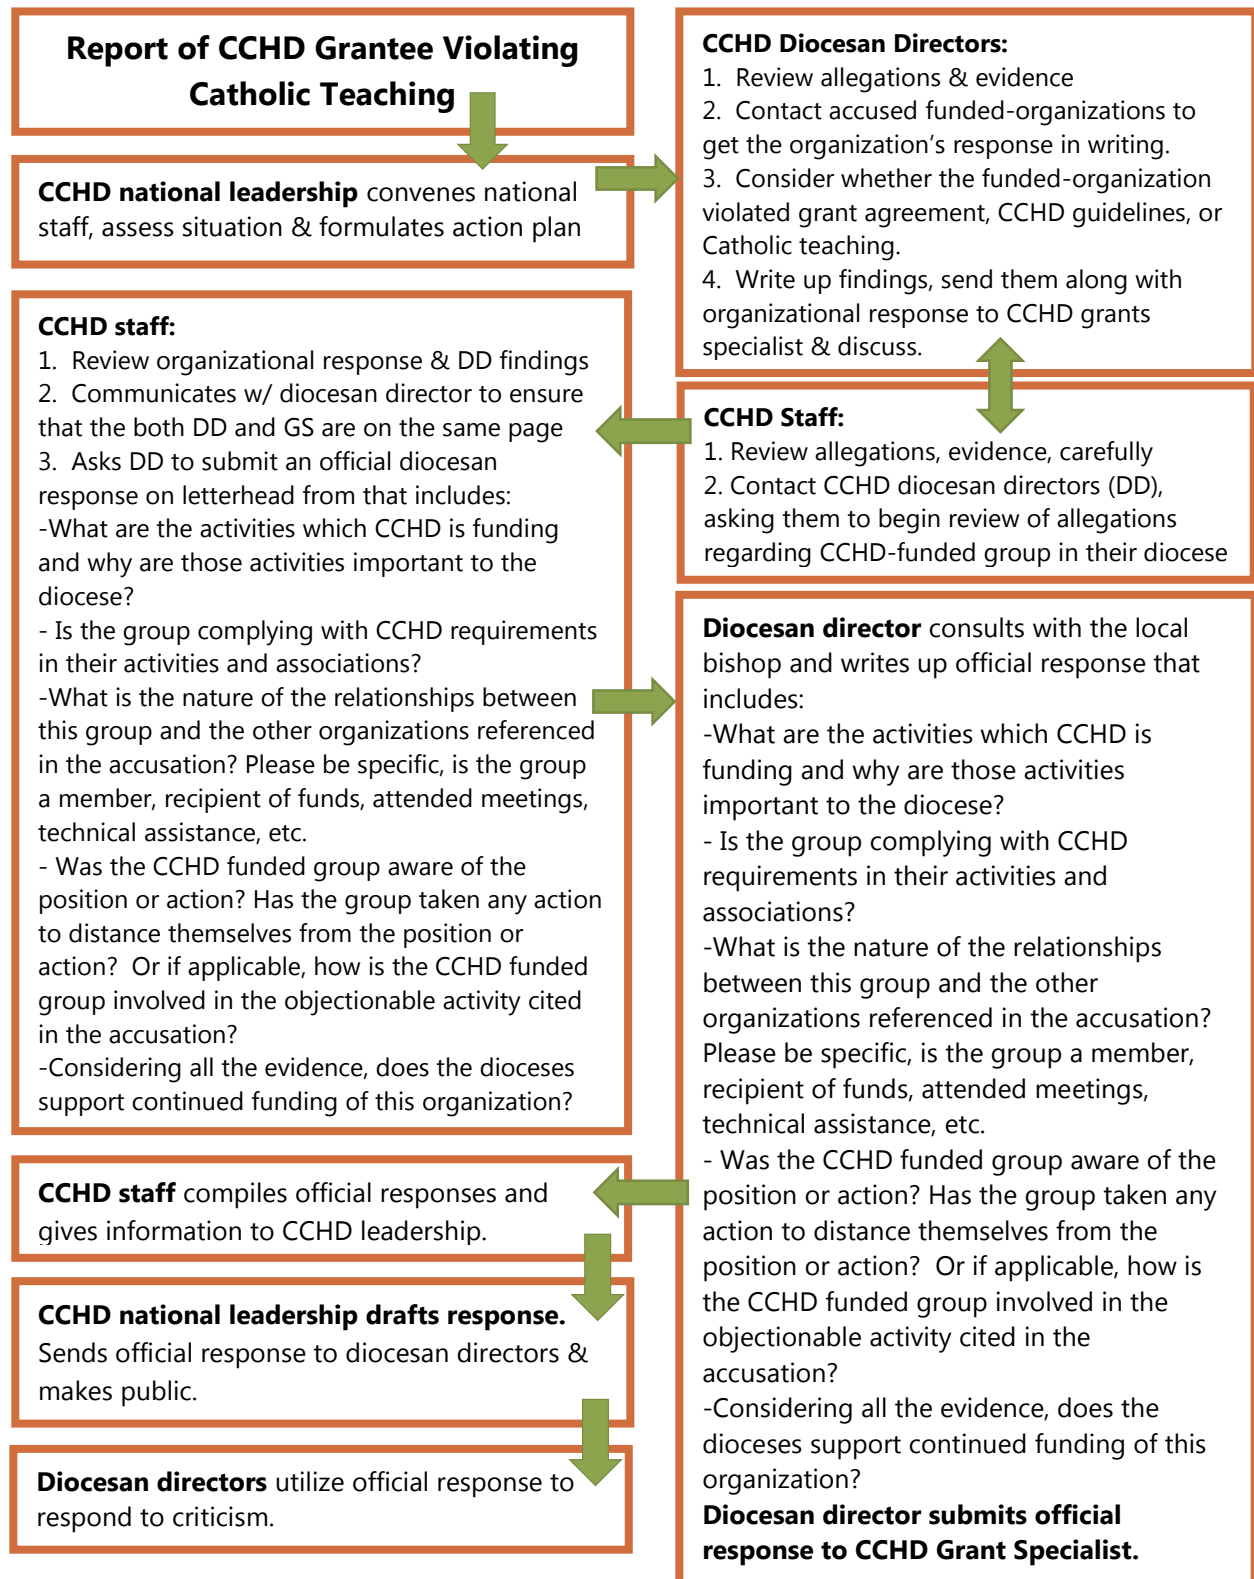 Report of CCHD Grantee Violating
Catholic Teaching
CCHD national leadership convenes national
staff, assess situation & formulates action plan
CCHD Diocesan Directors:
1. Review allegations & evidence
2. Contact accused funded-organizations to
get the organization's response in writing.
3. Consider whether the funded-organization
violated grant agreement, CCHD guidelines, or
Catholic teaching.
4. Write up findings, send them along with
organizational response to CCHD grants
specialist & discuss.
CCHD Staff:
1. Review allegations, evidence, carefully
2. Contact CCHD diocesan directors (DD),
asking them to begin review of allegations
regarding CCHD-funded group in their diocese
CCHD staff:
1. Review organizational response & DD findings
2. Communicates w/ diocesan director to ensure
that the both DD and GS are on the same page
3. Asks DD to submit an official diocesan
response on letterhead from that includes:
-What are the activities which CCHD is funding
and why are those activities important to the
diocese?
- Is the group complying with CCHD requirements
in their activities and associations?
-What is the nature of the relationships between
this group and the other organizations referenced
in the accusation? Please be specific, is the group
a member, recipient of funds, attended meetings,
technical assistance, etc.
- Was the CCHD funded group aware of the
position or action? Has the group taken any action
to distance themselves from the position or
action?  Or if applicable, how is the CCHD funded
group involved in the objectionable activity cited
in the accusation?
-Considering all the evidence, does the dioceses
support continued funding of this organization?
Diocesan director consults with the local
bishop and writes up official response that
includes:
-What are the activities which CCHD is
funding and why are those activities
important to the diocese?
- Is the group complying with CCHD
requirements in their activities and
associations?
-What is the nature of the relationships
between this group and the other
organizations referenced in the accusation?
Please be specific, is the group a member,
recipient of funds, attended meetings,
technical assistance, etc.
- Was the CCHD funded group aware of the
position or action? Has the group taken any
action to distance themselves from the
position or action?  Or if applicable, how is
the CCHD funded group involved in the
objectionable activity cited in the
accusation?
-Considering all the evidence, does the
dioceses support continued funding of this
organization?
Diocesan director submits official
response to CCHD Grant Specialist.
CCHD staff compiles official responses and
gives information to CCHD leadership.
CCHD national leadership drafts response.
Sends official response to diocesan directors &
makes public.
Diocesan directors utilize official response to
respond to criticism.